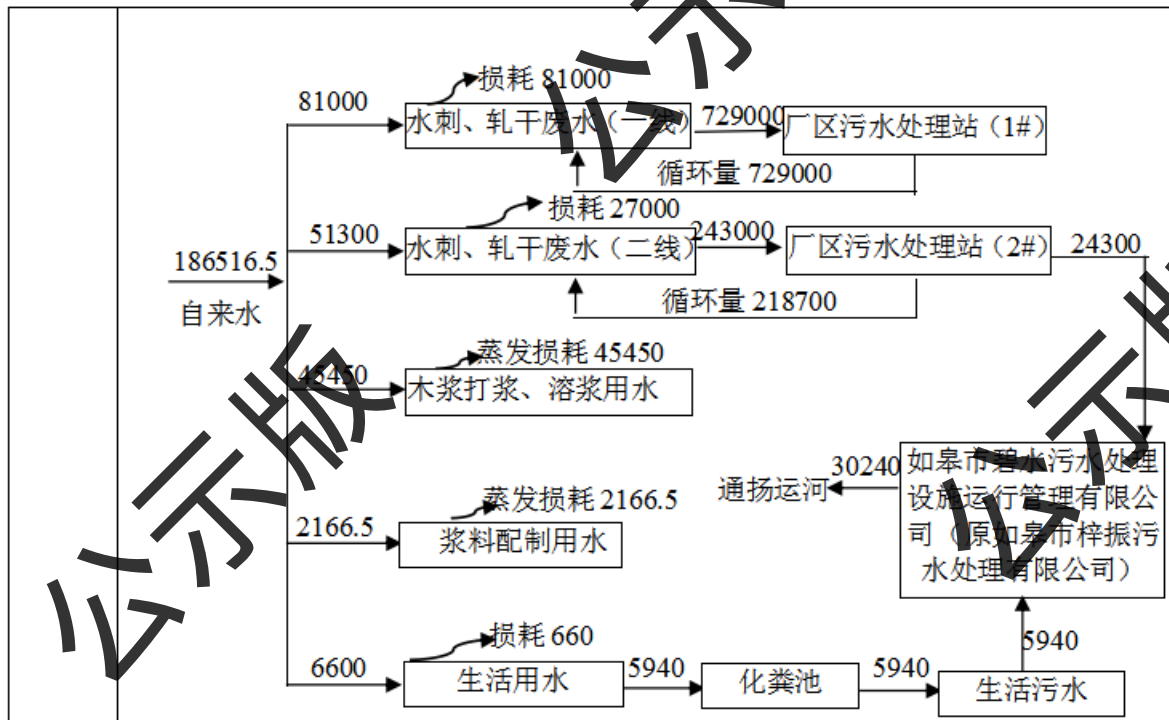 损耗 81000
81000
水刺、轧干废水（一线）
729000
厂区污水处理站（1#）
循环量 729000
损耗 27000
51300
水刺、轧干废水（二线）
243000
厂区污水处理站（2#）
24300
186516.5
自来水
循环量 218700
蒸发损耗 45450
45450
木浆打浆、溶浆用水
通扬运河
30240
如皋市碧水污水处理
设施运行管理有限公
司（原如皋市梓振污
水处理有限公司）
蒸发损耗 2166.5
2166.5
浆料配制用水
损耗 660
6600
生活用水
5940
化粪池
5940
生活污水
5940
公示版
公示
公示版